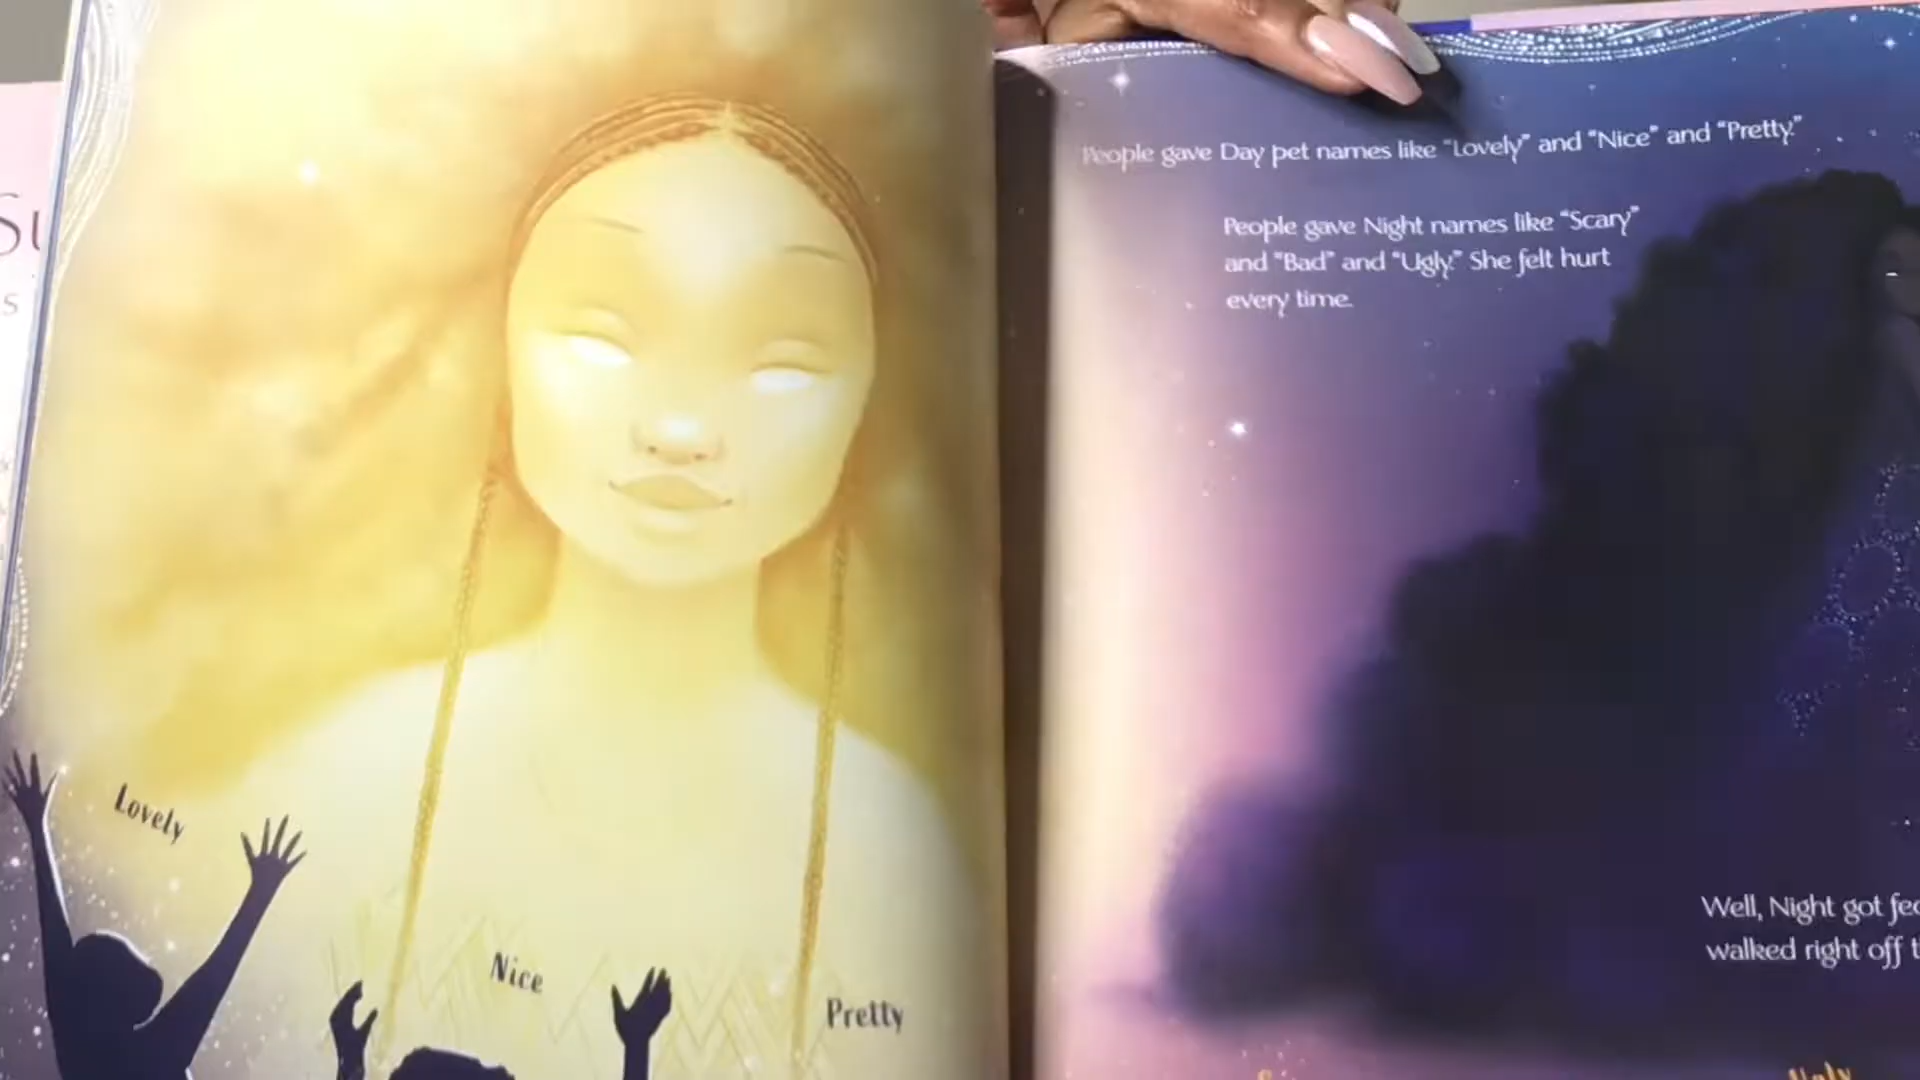 Lovely
Nice
Pretty
People gave Day pet names like “Lovely” and “Nice” and “Pretty.”
People gave Night names like “Scary”
and “Bad” and “Ugly.” She felt hurt
every time.
Well, Night got
walked right off
Ugly